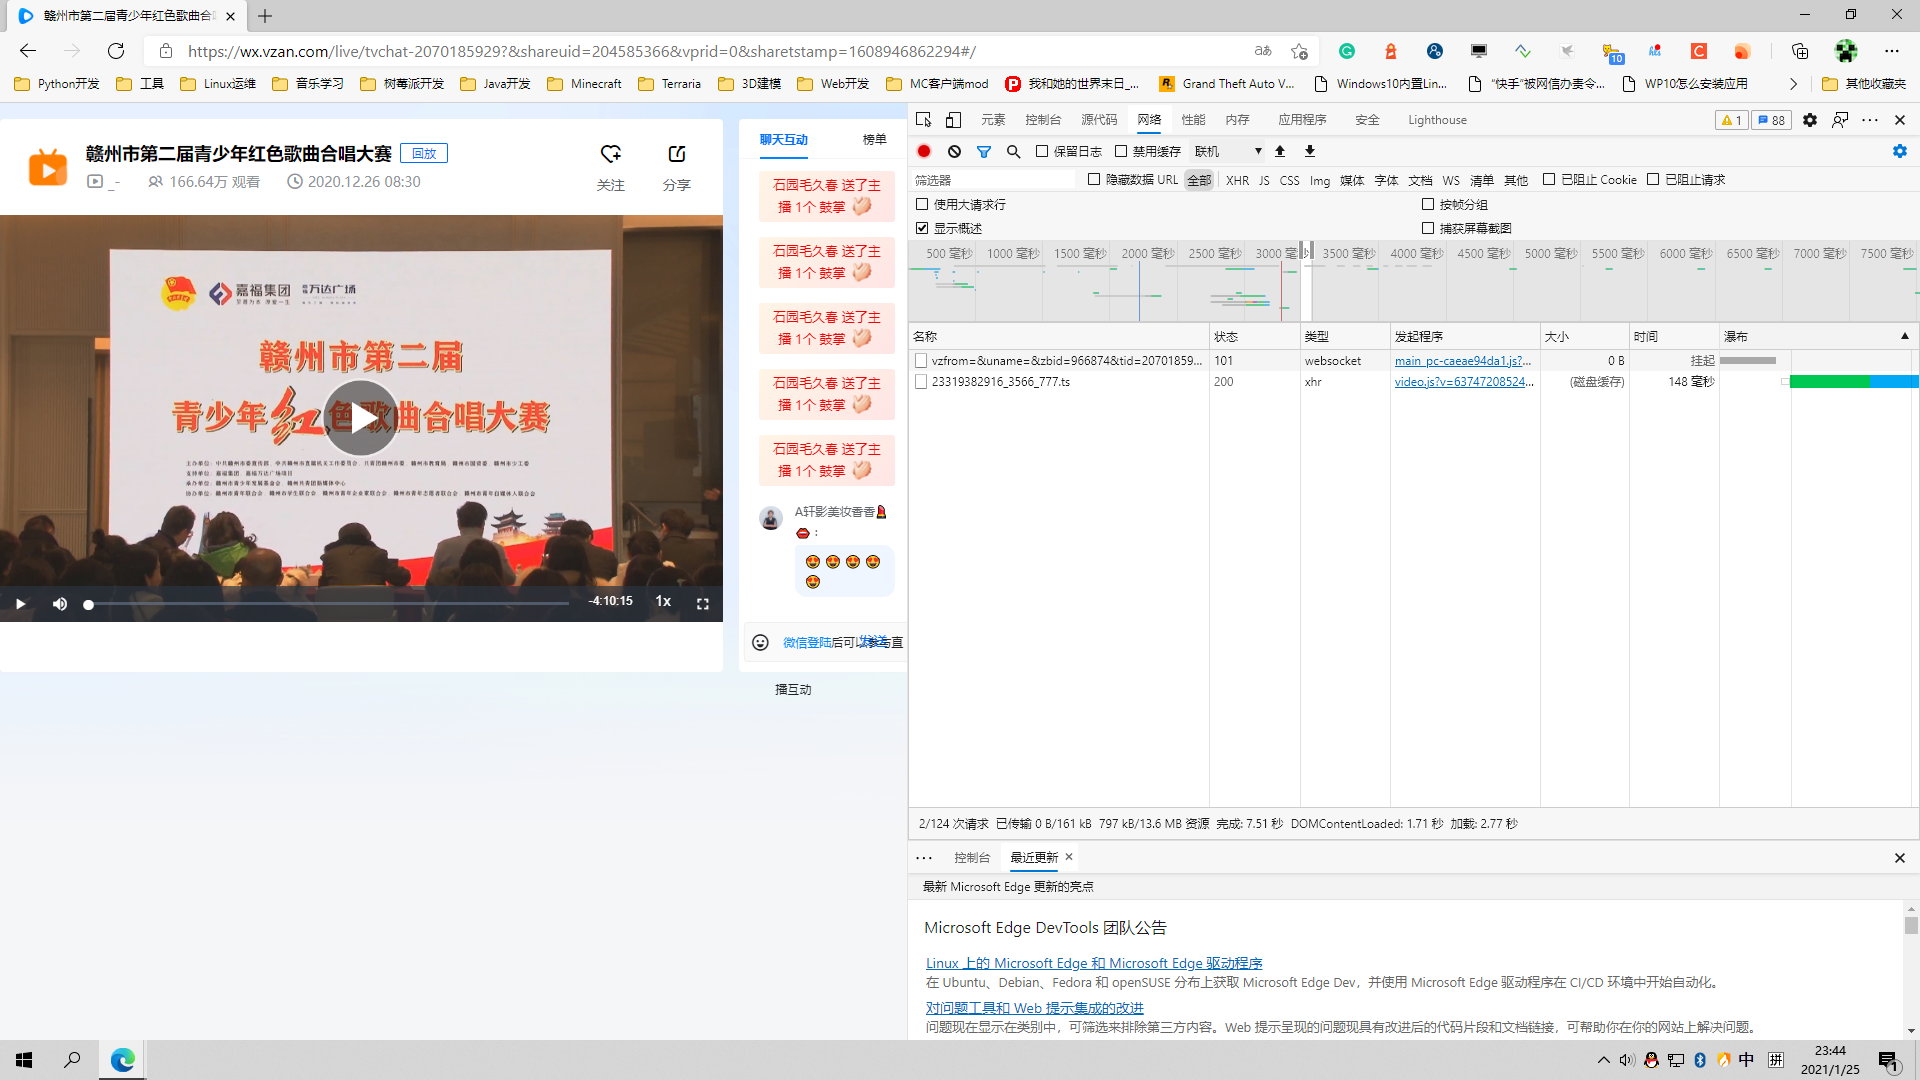 赣州市第二届青少年红色歌曲合唱
https://wx.vzan.com/live/tvchat-2070185929?&shareuid=204585366&vprid=0&sharetstamp=1608946862294#/
aあ
10
Python开发 工具 Linux运维 音乐学习 树莓派开发 Java开发 Minecraft Terraria 3D建模 Web开发 MC客户端mod 我和她的世界末日_... Grand Theft Auto V... Windows10内置Lin... “快手”被网信办责令... WP10怎么安装应用 其他收藏夹
赣州市第二届青少年红色歌曲合唱大赛 回放
_-
166.64万 观看
2020.12.26 08:30
关注
分享
嘉福集团
万达广场
赣州市第二届
青少年红色歌曲合唱大赛
-4:10:15
1x
聊天互动 榜单
石园毛久春 送了主
播 1个 鼓掌
石园毛久春 送了主
播 1个 鼓掌
石园毛久春 送了主
播 1个 鼓掌
石园毛久春 送了主
播 1个 鼓掌
石园毛久春 送了主
播 1个 鼓掌
A轩影美妆香香
:
微信登陆后可以参与直
发送
播互动
元素 控制台 源代码 网络 性能 内存 应用程序 安全 Lighthouse
1
88
保留日志 禁用缓存 联机
筛选器
隐藏数据 URL 全部 XHR JS CSS Img 媒体 字体 文档 WS 清单 其他 已阻止 Cookie 已阻止请求
使用大请求行 按帧分组
显示概述 捕获屏幕截图
500 毫秒 1000 毫秒 1500 毫秒 2000 毫秒 2500 毫秒 3000 毫秒 3500 毫秒 4000 毫秒 4500 毫秒 5000 毫秒 5500 毫秒 6000 毫秒 6500 毫秒 7000 毫秒 7500 毫秒
名称 状态 类型 发起程序 大小 时间 瀑布
vzfrom=&uname=&zbid=966874&tid=20701859... 101 websocket main_pc-caeae94da1.js?... 0 B 挂起
23319382916_3566_777.ts 200 xhr video.js?v=63747208524... (磁盘缓存) 148 毫秒
2/124 次请求 已传输 0 B/161 kB 797 kB/13.6 MB 资源 完成: 7.51 秒 DOMContentLoaded: 1.71 秒 加载: 2.77 秒
控制台 最近更新
最新 Microsoft Edge 更新的亮点
Microsoft Edge DevTools 团队公告
Linux 上的 Microsoft Edge 和 Microsoft Edge 驱动程序
在 Ubuntu、Debian、Fedora 和 openSUSE 分布上获取 Microsoft Edge Dev，并使用 Microsoft Edge 驱动程序在 CI/CD 环境中开始自动化。
对问题工具和 Web 提示集成的改进
问题现在显示在类别中，可筛选来排除第三方内容。Web 提示呈现的问题现具有改进后的代码片段和文档链接，可帮助你在你的网站上解决问题。
中
拼
23:44
2021/1/25
1